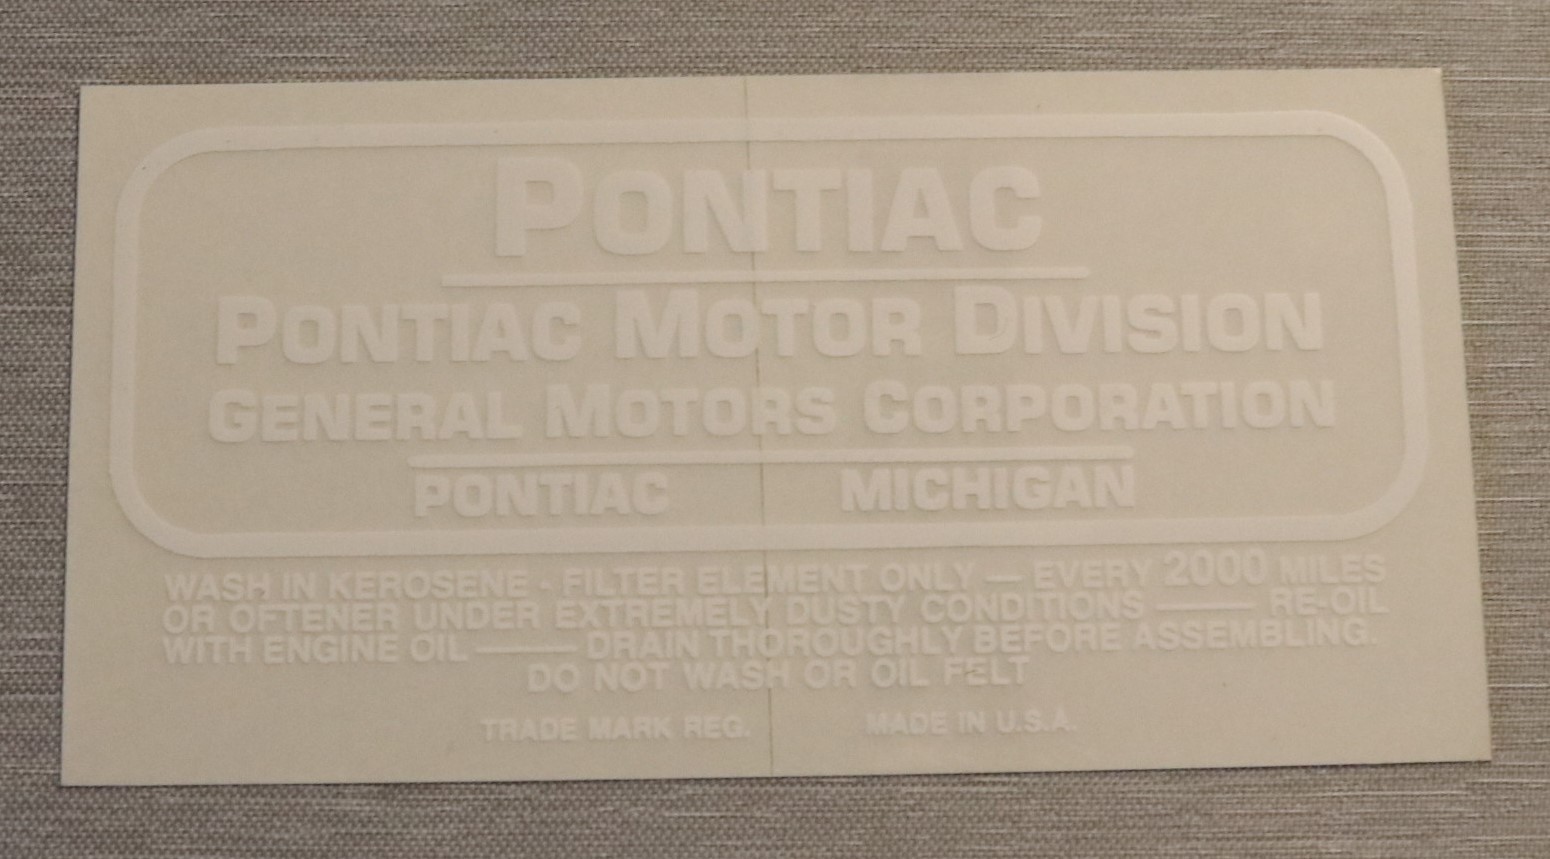 PONTIAC
PONTIAC MOTOR DIVISION
GENERAL MOTORS CORPORATION
PONTIAC MICHIGAN
WASH IN KEROSENE - FILTER ELEMENT ONLY — EVERY 2000 MILES
OR OFTENER UNDER EXTREMELY DUSTY CONDITIONS —— RE-OIL
WITH ENGINE OIL —— DRAIN THOROUGHLY BEFORE ASSEMBLING.
DO NOT WASH OR OIL FELT
TRADE MARK REG. MADE IN U.S.A.